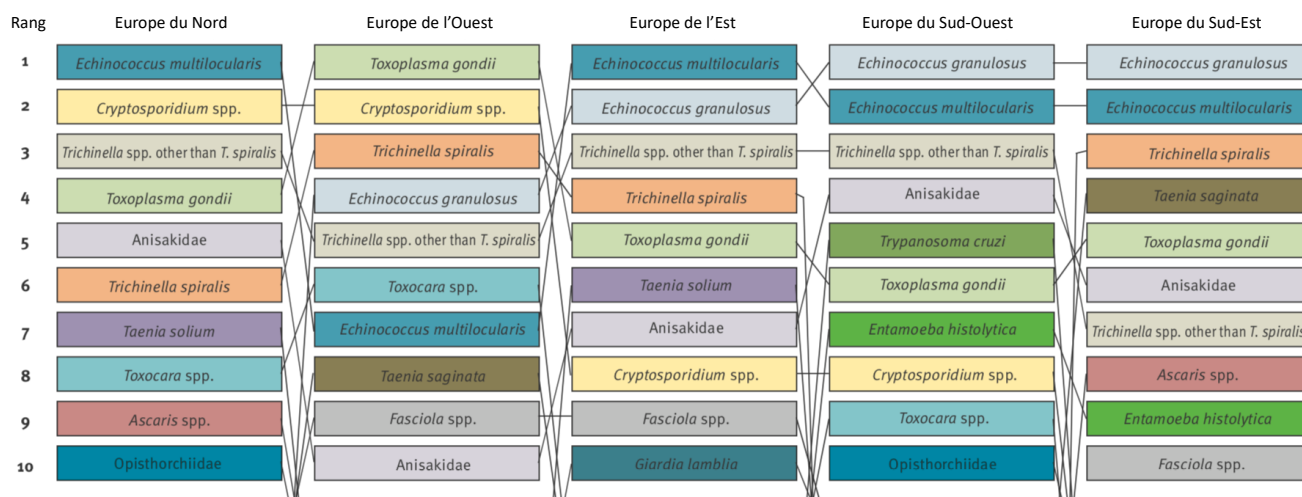 Rang Europe du Nord Europe de l’Ouest Europe de l’Est Europe du Sud-Ouest Europe du Sud-Est
1 Echinococcus multilocularis Toxoplasma gondii Echinococcus multilocularis Echinococcus granulosus Echinococcus granulosus
2 Cryptosporidium spp. Cryptosporidium spp. Echinococcus granulosus Echinococcus multilocularis Echinococcus multilocularis
3 Trichinella spp. other than T. spiralis Trichinella spiralis Trichinella spp. other than T. spiralis Trichinella spp. other than T. spiralis Trichinella spiralis
4 Toxoplasma gondii Echinococcus granulosus Trichinella spiralis Anisakidae Taenia saginata
5 Anisakidae Trichinella spp. other than T. spiralis Toxoplasma gondii Trypanosoma cruzi Toxoplasma gondii
6 Trichinella spiralis Toxocara spp. Taenia solium Toxoplasma gondii Anisakidae
7 Taenia solium Echinococcus multilocularis Anisakidae Entamoeba histolytica Trichinella spp. other than T. spiralis
8 Toxocara spp. Taenia saginata Cryptosporidium spp. Cryptosporidium spp. Ascaris spp.
9 Ascaris spp. Fasciola spp. Fasciola spp. Toxocara spp. Entamoeba histolytica
10 Opisthorchiidae Anisakidae Giardia lamblia Opisthorchiidae Fasciola spp.